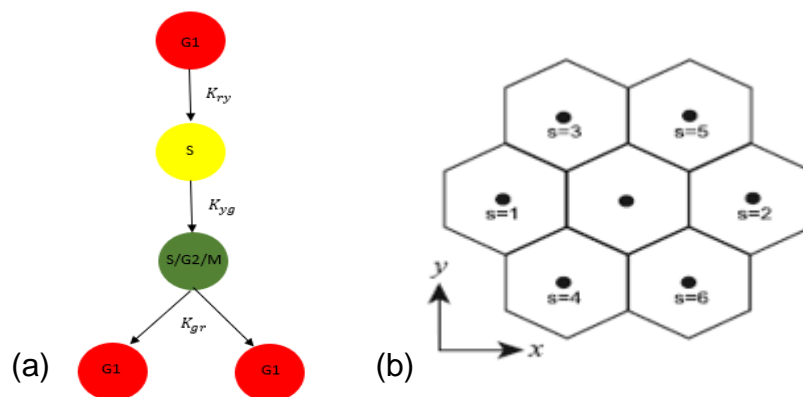 G1
K_ry
S
K_yg
S/G2/M
K_gr
G1 G1
(a)
s=3 s=5
s=1 s=2
s=4 s=6
y
x
(b)